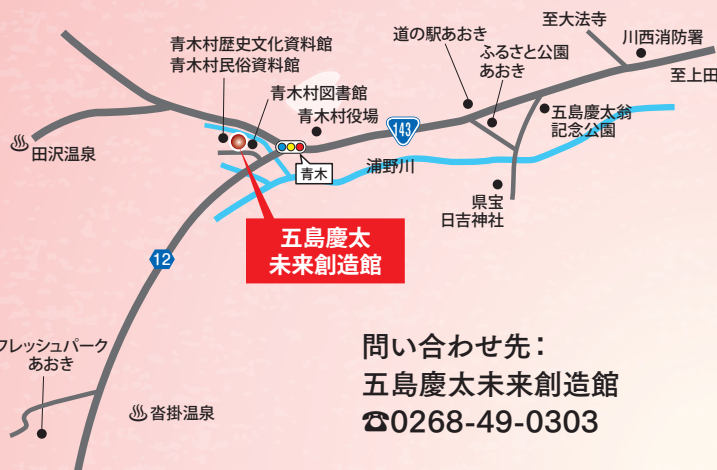 至大法寺
川西消防署
道の駅あおき
ふるさと公園
あおき
至上田
青木村歴史文化資料館
青木村民俗資料館
青木村図書館
青木村役場
143
五島慶太翁
記念公園
田沢温泉
青木
浦野川
県宝
日吉神社
五島慶太
未来創造館
12
フレッシュパーク
あおき
沓掛温泉
問い合わせ先：
五島慶太未来創造館
☎0268-49-0303